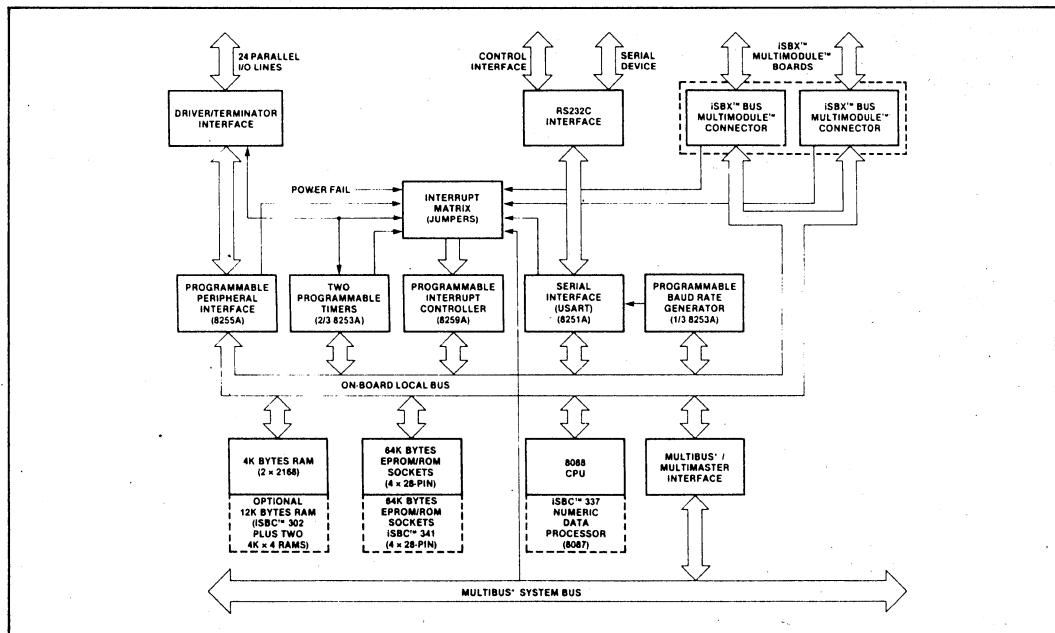 24 PARALLEL
I/O LINES
CONTROL
INTERFACE
SERIAL
DEVICE
iSBX™
MULTIMODULE™
BOARDS
DRIVER/TERMINATOR
INTERFACE
RS232C
INTERFACE
iSBX™ BUS
MULTIMODULE™
CONNECTOR
iSBX™ BUS
MULTIMODULE™
CONNECTOR
POWER FAIL
INTERRUPT
MATRIX
(JUMPERS)
PROGRAMMABLE
PERIPHERAL
INTERFACE
(8255A)
TWO
PROGRAMMABLE
TIMERS
(2/3 8253A)
PROGRAMMABLE
INTERRUPT
CONTROLLER
(8259A)
SERIAL
INTERFACE
(USART)
(8251A)
PROGRAMMABLE
BAUD RATE
GENERATOR
(1/3 8253A)
ON-BOARD LOCAL BUS
4K BYTES RAM
(2 × 2168)
64K BYTES
EPROM/ROM
SOCKETS
(4 × 28-PIN)
8088
CPU
MULTIBUS* /
MULTIMASTER
INTERFACE
OPTIONAL
12K BYTES RAM
(iSBC™ 302
PLUS TWO
4K × 4 RAMS)
64K BYTES
EPROM/ROM
SOCKETS
iSBC™ 341
(4 × 28-PIN)
iSBC™ 337
NUMERIC
DATA
PROCESSOR
(8087)
MULTIBUS* SYSTEM BUS